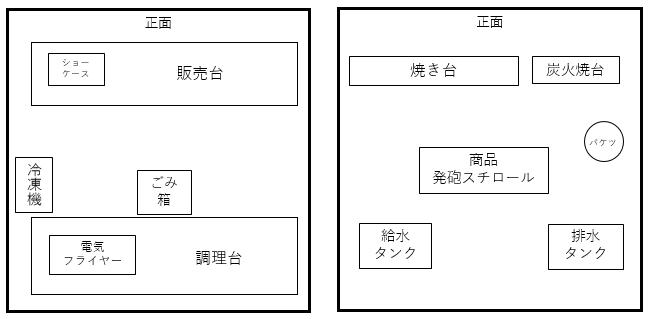 正面
ショー
ケース
販売台
冷
凍
機
ごみ
箱
電気
フライヤー
調理台
正面
焼き台
炭火焼台
バケツ
商品
発砲スチロール
給水
タンク
排水
タンク